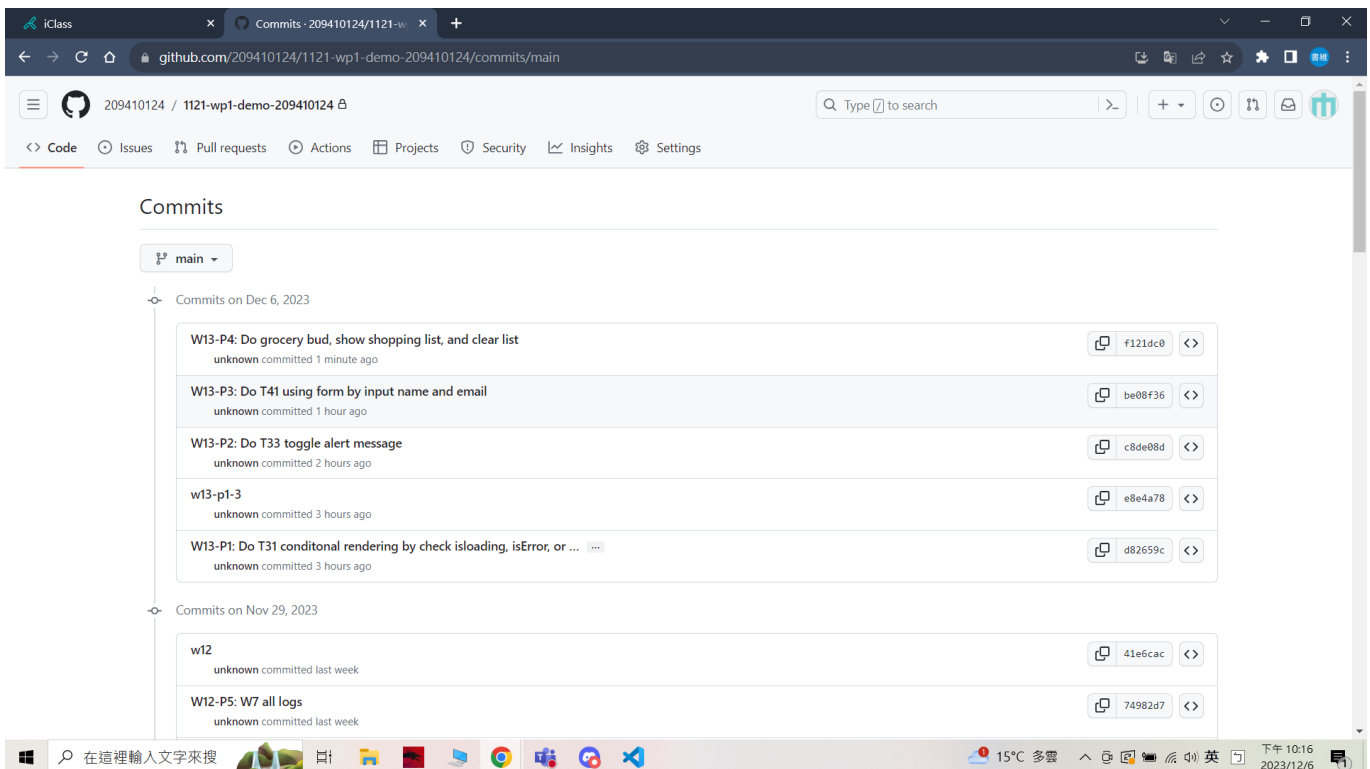 iClass
Commits · 209410124/1121-w
github.com/209410124/1121-wp1-demo-209410124/commits/main
書維
209410124 / 1121-wp1-demo-209410124
Type / to search
Code Issues Pull requests Actions Projects Security Insights Settings
Commits
main
Commits on Dec 6, 2023
W13-P4: Do grocery bud, show shopping list, and clear list
f121dc0
unknown committed 1 minute ago
W13-P3: Do T41 using form by input name and email
be08f36
unknown committed 1 hour ago
W13-P2: Do T33 toggle alert message
c8de08d
unknown committed 2 hours ago
w13-p1-3
e8e4a78
unknown committed 3 hours ago
W13-P1: Do T31 conditonal rendering by check isloading, isError, or ... …
d82659c
unknown committed 3 hours ago
Commits on Nov 29, 2023
w12
41e6cac
unknown committed last week
W12-P5: W7 all logs
74982d7
unknown committed last week
在這裡輸入文字來搜
15°C 多雲
英
下午 10:16
2023/12/6